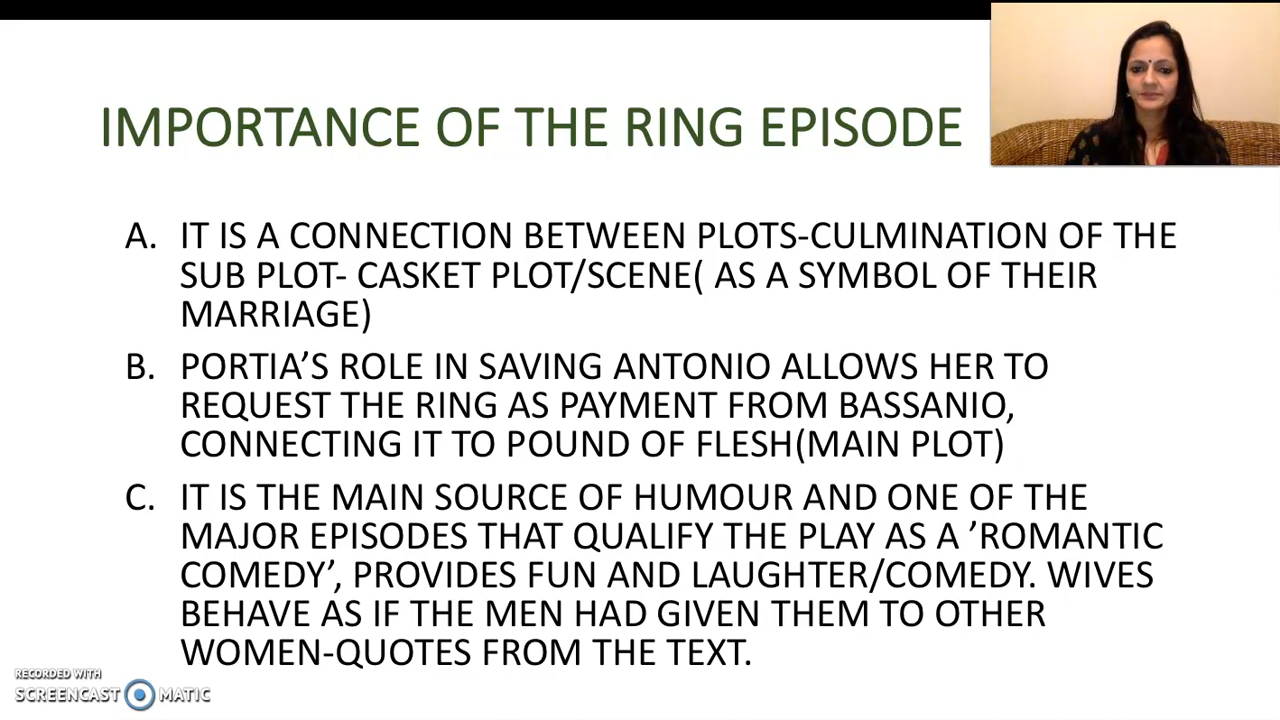 IMPORTANCE OF THE RING EPISODE
A. IT IS A CONNECTION BETWEEN PLOTS-CULMINATION OF THE
SUB PLOT- CASKET PLOT/SCENE( AS A SYMBOL OF THEIR
MARRIAGE)
B. PORTIA’S ROLE IN SAVING ANTONIO ALLOWS HER TO
REQUEST THE RING AS PAYMENT FROM BASSANIO,
CONNECTING IT TO POUND OF FLESH(MAIN PLOT)
C. IT IS THE MAIN SOURCE OF HUMOUR AND ONE OF THE
MAJOR EPISODES THAT QUALIFY THE PLAY AS A ’ROMANTIC
COMEDY’, PROVIDES FUN AND LAUGHTER/COMEDY. WIVES
BEHAVE AS IF THE MEN HAD GIVEN THEM TO OTHER
WOMEN-QUOTES FROM THE TEXT.
RECORDED WITH
SCREENCAST MATIC